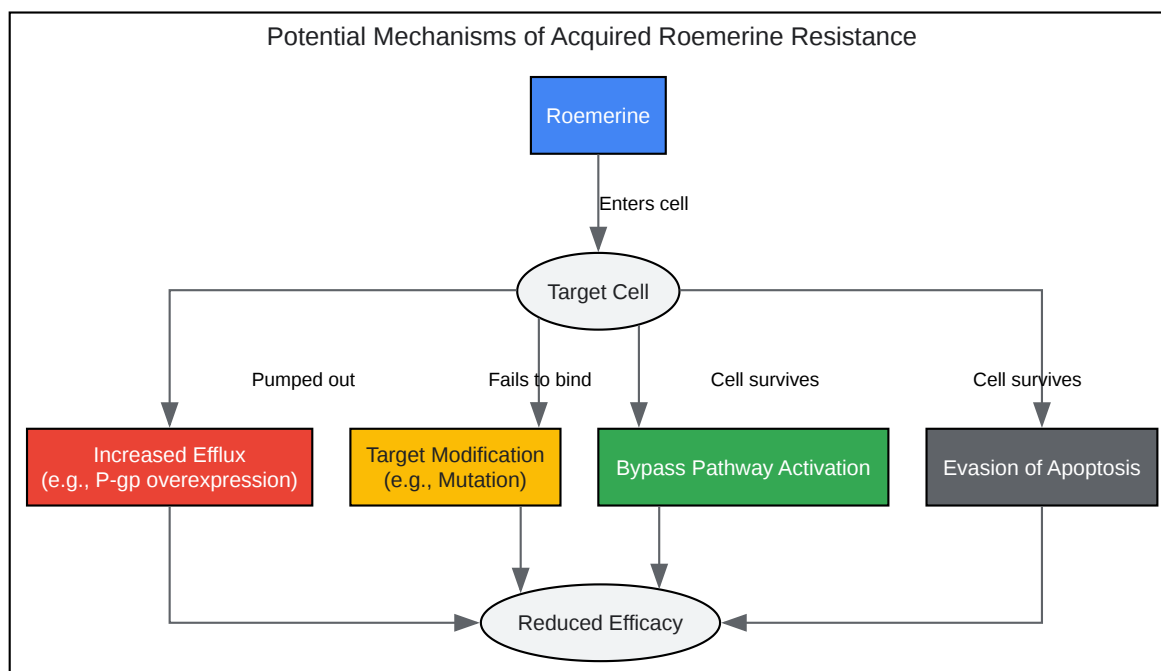 Potential Mechanisms of Acquired Roemerine Resistance
Roemerine
Enters cell
Target Cell
Pumped out
Fails to bind
Cell survives
Cell survives
Increased Efflux
(e.g., P-gp overexpression)
Target Modification
(e.g., Mutation)
Bypass Pathway Activation
Evasion of Apoptosis
Reduced Efficacy